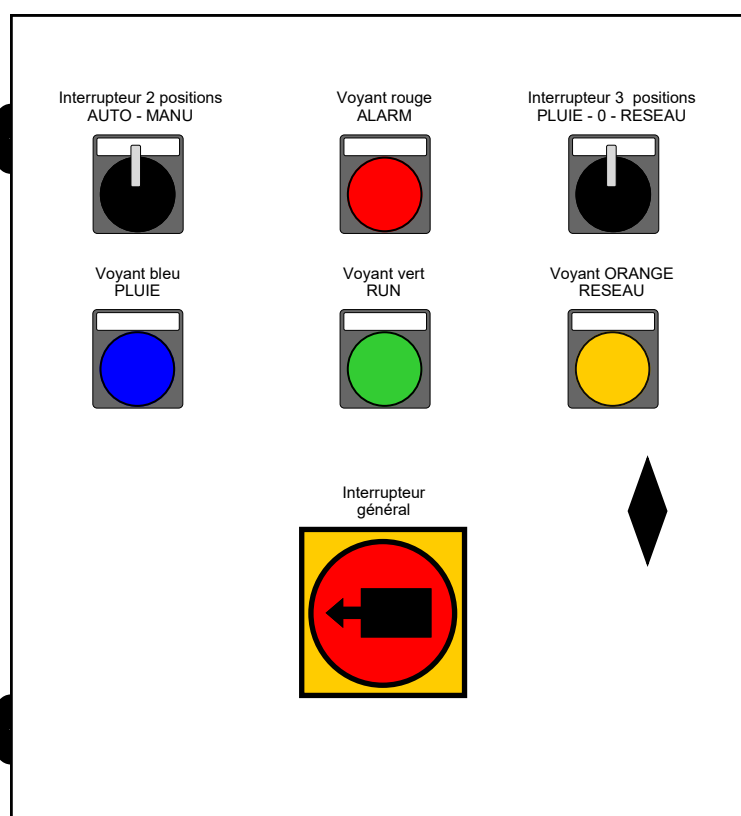 Interrupteur 2 positions
AUTO - MANU
Voyant rouge
ALARM
Interrupteur 3  positions
PLUIE - 0 - RESEAU
Voyant bleu
PLUIE
Voyant vert
RUN
Voyant ORANGE
RESEAU
Interrupteur
général